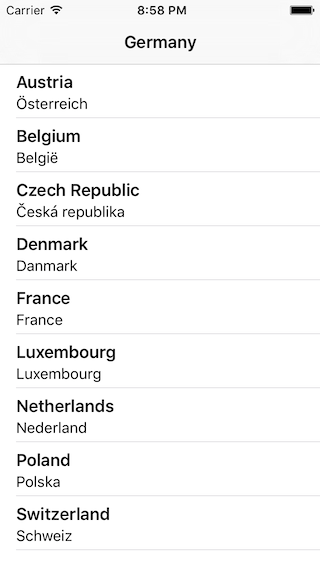 Carrier 8:58 PM
Germany
Austria
Österreich
Belgium
België
Czech Republic
Česká republika
Denmark
Danmark
France
France
Luxembourg
Luxembourg
Netherlands
Nederland
Poland
Polska
Switzerland
Schweiz